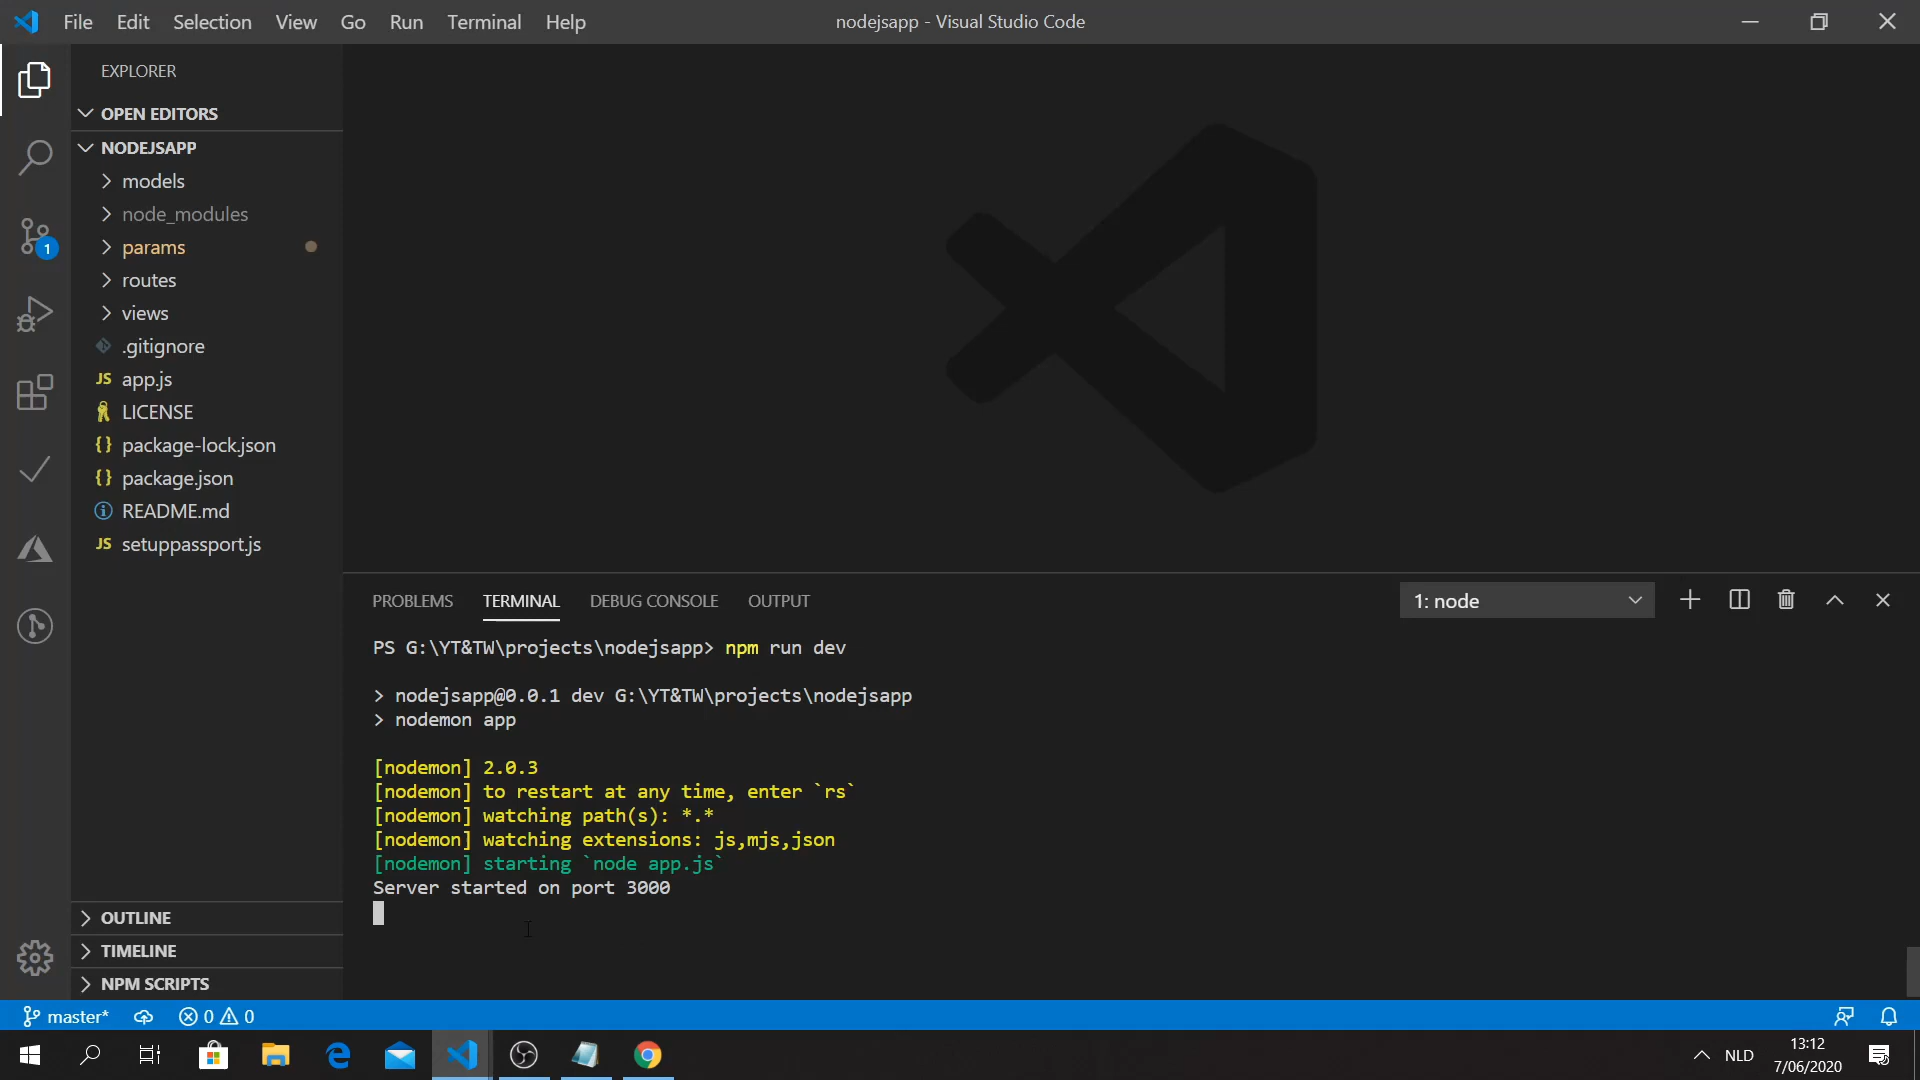 File Edit Selection View Go Run Terminal Help
nodejsapp - Visual Studio Code
EXPLORER
OPEN EDITORS
NODEJSAPP
models
node_modules
params
routes
views
.gitignore
JS app.js
LICENSE
{} package-lock.json
{} package.json
README.md
JS setuppassport.js
OUTLINE
TIMELINE
NPM SCRIPTS
1
PROBLEMS TERMINAL DEBUG CONSOLE OUTPUT
1: node
PS G:\YT&TW\projects\nodejsapp> npm run dev
> nodejsapp@0.0.1 dev G:\YT&TW\projects\nodejsapp
> nodemon app
[nodemon] 2.0.3
[nodemon] to restart at any time, enter `rs`
[nodemon] watching path(s): *.*
[nodemon] watching extensions: js,mjs,json
[nodemon] starting `node app.js`
Server started on port 3000
master* 0 0
NLD
13:12
7/06/2020